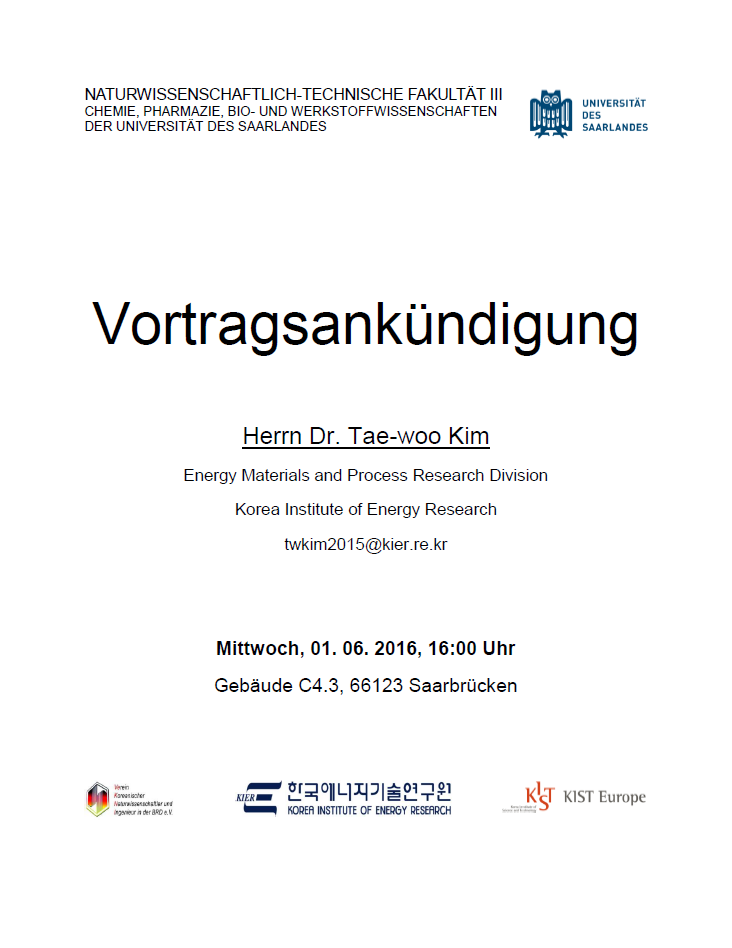 NATURWISSENSCHAFTLICH-TECHNISCHE FAKULTÄT III
CHEMIE, PHARMAZIE, BIO- UND WERKSTOFFWISSENSCHAFTEN
DER UNIVERSITÄT DES SAARLANDES
UNIVERSITÄT
DES
SAARLANDES
Vortragsankündigung
Herrn Dr. Tae-woo Kim
Energy Materials and Process Research Division
Korea Institute of Energy Research
twkim2015@kier.re.kr
Mittwoch, 01. 06. 2016, 16:00 Uhr
Gebäude C4.3, 66123 Saarbrücken
Verein
Koreanischer
Naturwissenschaftler und
Ingenieur in der BRD e.V.
KIER
한국에너지기술연구원
KOREA INSTITUTE OF ENERGY RESEARCH
KIST
KIST Europe